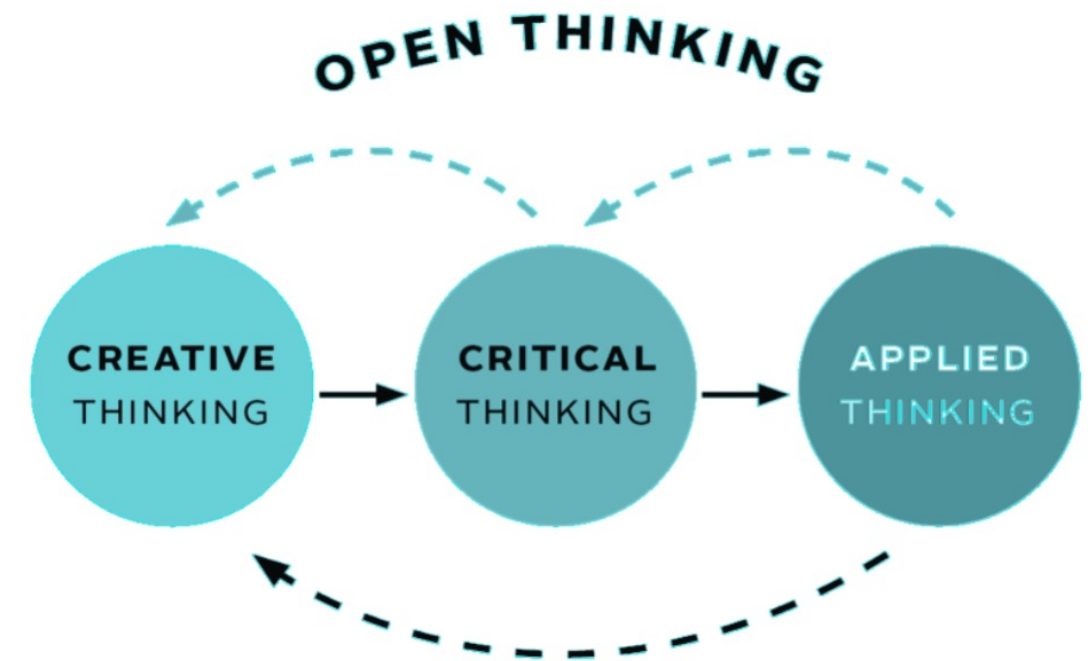 OPEN THINKING
CREATIVE
THINKING
CRITICAL
THINKING
APPLIED
THINKING